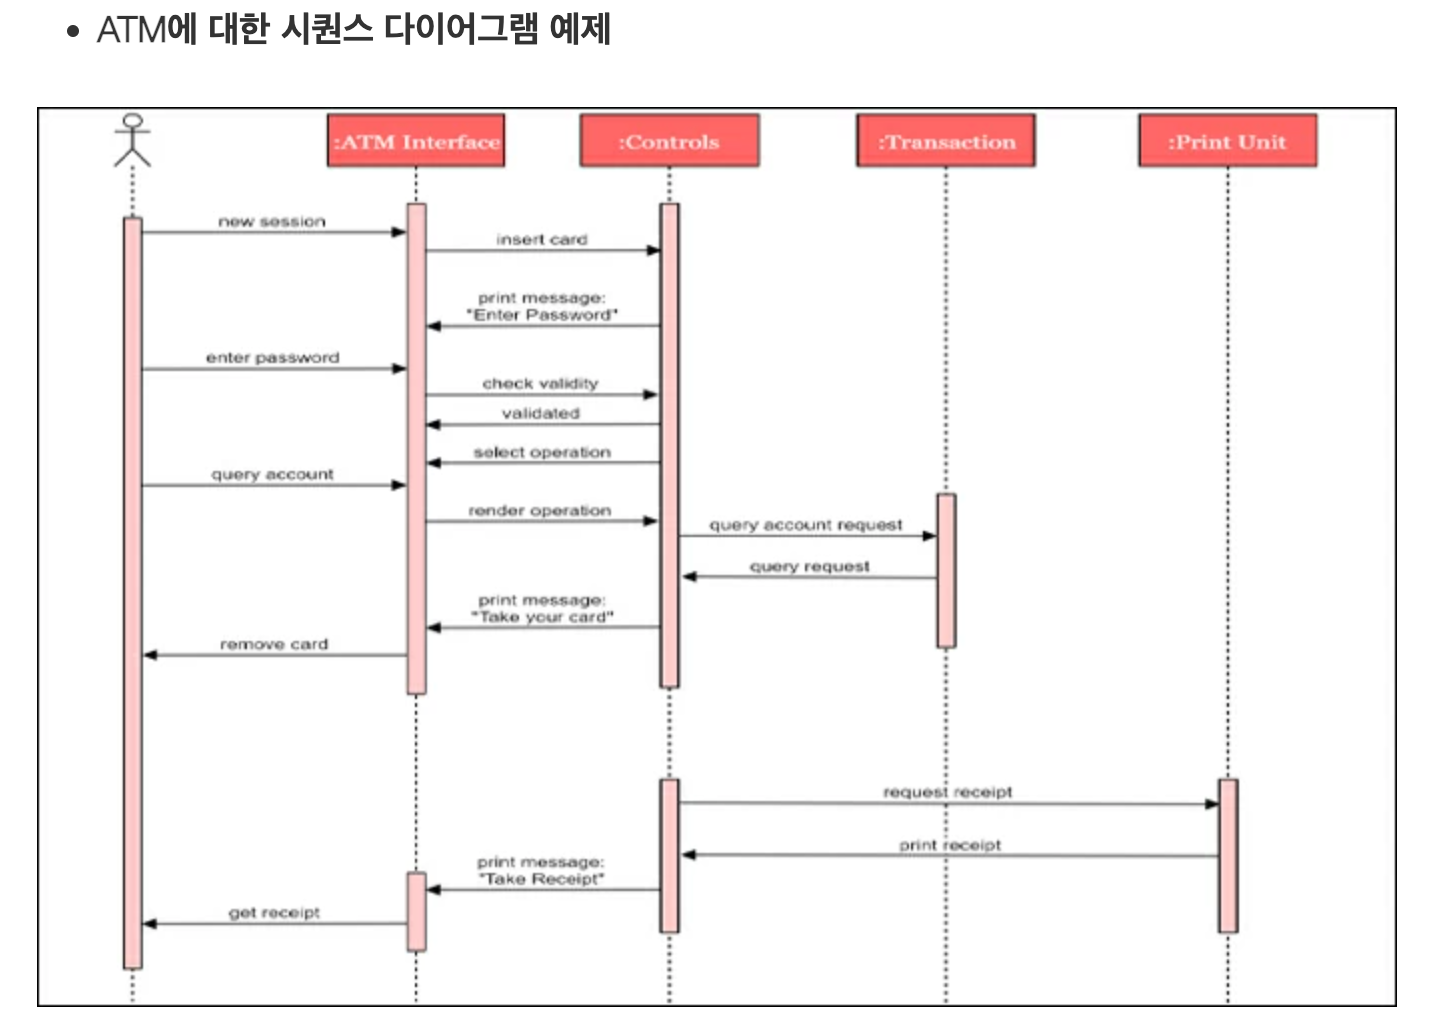 • ATM에 대한 시퀀스 다이어그램 예제
:ATM Interface
:Controls
:Transaction
:Print Unit
new session
insert card
print message:
"Enter Password"
enter password
check validity
validated
select operation
query account
render operation
query account request
query request
print message:
"Take your card"
remove card
request receipt
print receipt
print message:
"Take Receipt"
get receipt